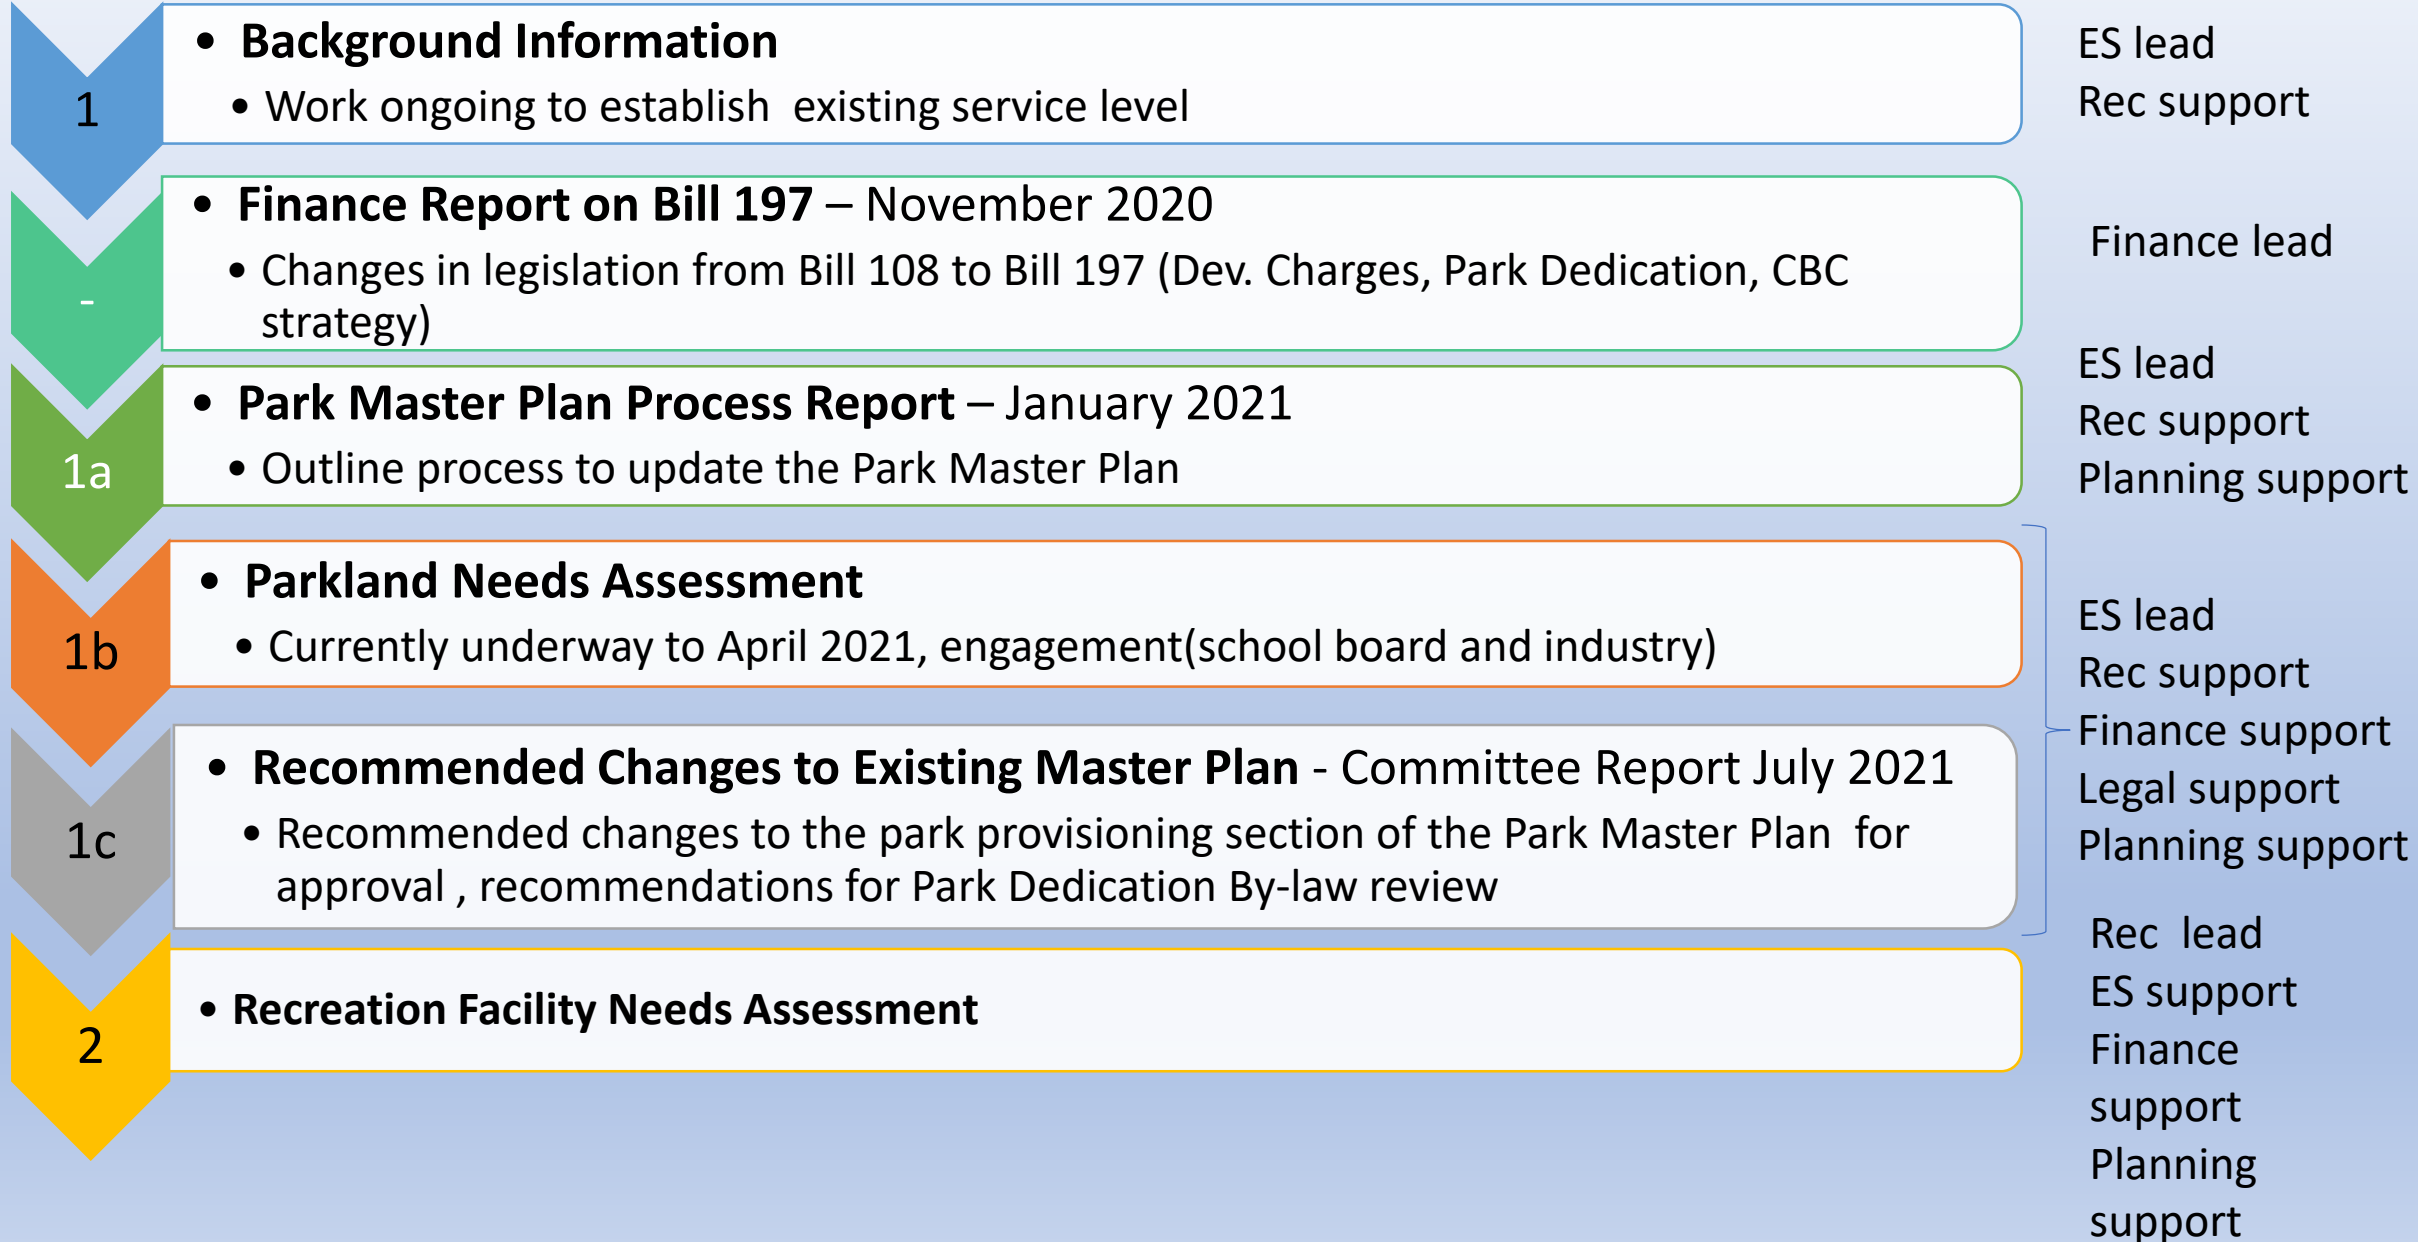 1
• Background Information
• Work ongoing to establish  existing service level
ES lead
Rec support
-
• Finance Report on Bill 197 – November 2020
• Changes in legislation from Bill 108 to Bill 197 (Dev. Charges, Park Dedication, CBC
strategy)
Finance lead
1a
• Park Master Plan Process Report – January 2021
• Outline process to update the Park Master Plan
ES lead
Rec support
Planning support
1b
• Parkland Needs Assessment
• Currently underway to April 2021, engagement(school board and industry)
1c
• Recommended Changes to Existing Master Plan - Committee Report July 2021
• Recommended changes to the park provisioning section of the Park Master Plan  for
approval , recommendations for Park Dedication By-law review
ES lead
Rec support
Finance support
Legal support
Planning support
2
• Recreation Facility Needs Assessment
Rec  lead
ES support
Finance
support
Planning
support